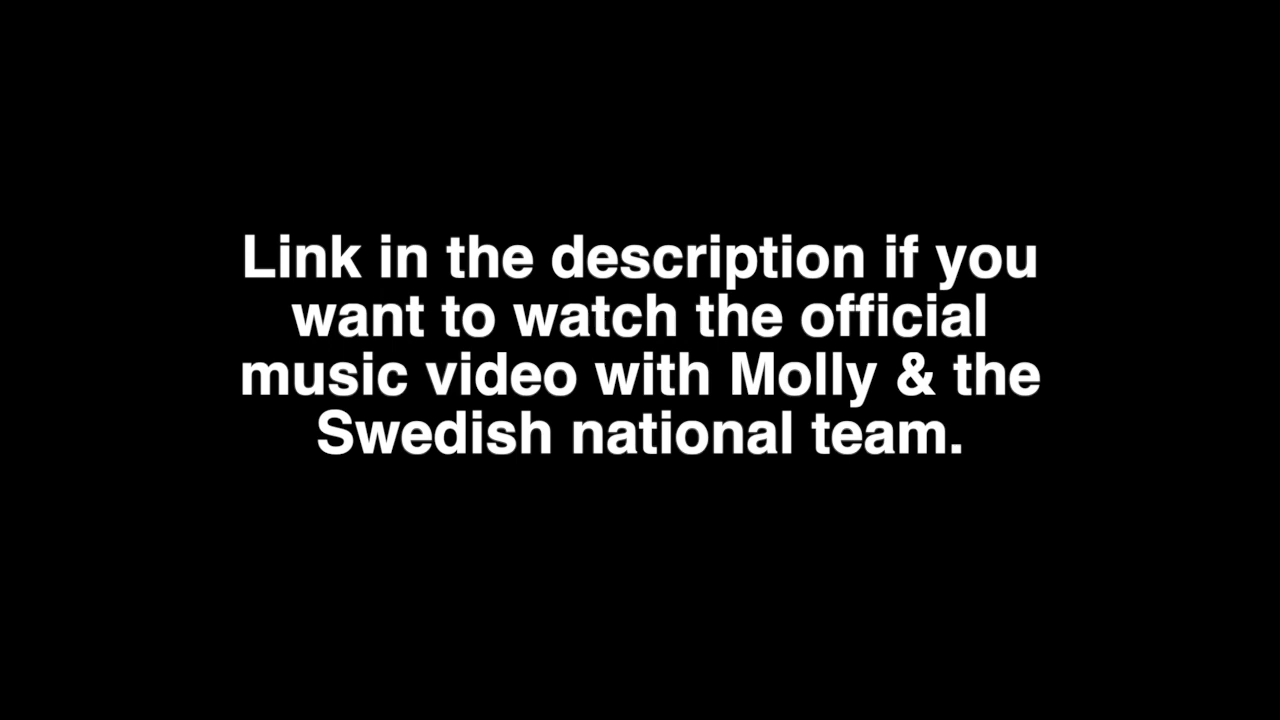 Link in the description if you
want to watch the official
music video with Molly & the
Swedish national team.